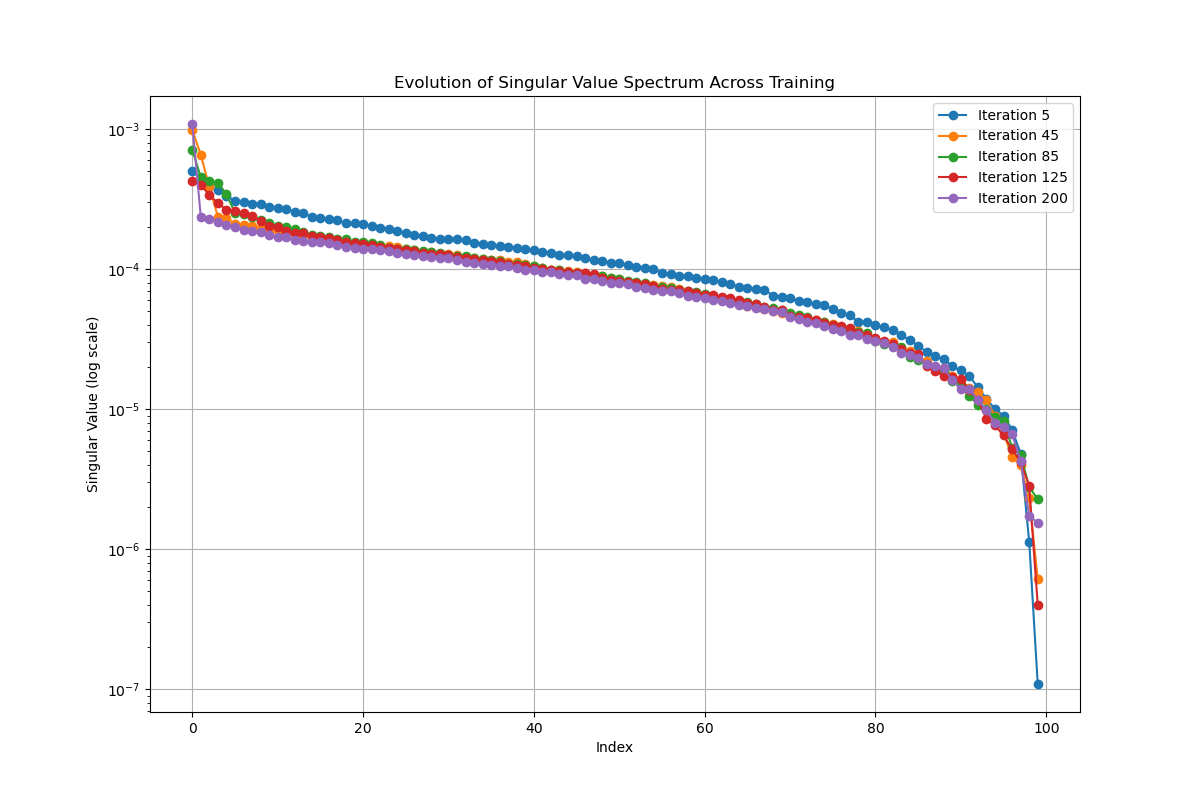 Evolution of Singular Value Spectrum Across Training
Iteration 5
Iteration 45
Iteration 85
Iteration 125
Iteration 200
Singular Value (log scale)
10⁻³
10⁻⁴
10⁻⁵
10⁻⁶
10⁻⁷
0 20 40 60 80 100
Index